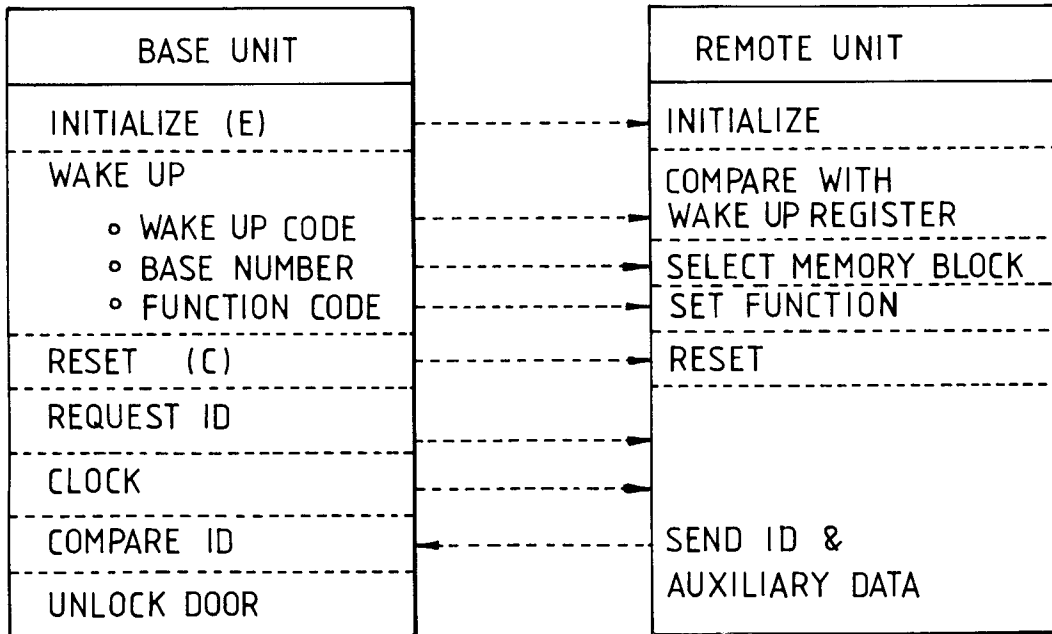 BASE UNIT
INITIALIZE (E)
WAKE UP
∘ WAKE UP CODE
∘ BASE NUMBER
∘ FUNCTION CODE
RESET (C)
REQUEST ID
CLOCK
COMPARE ID
UNLOCK DOOR
REMOTE UNIT
INITIALIZE
COMPARE WITH
WAKE UP REGISTER
SELECT MEMORY BLOCK
SET FUNCTION
RESET
SEND ID &
AUXILIARY DATA